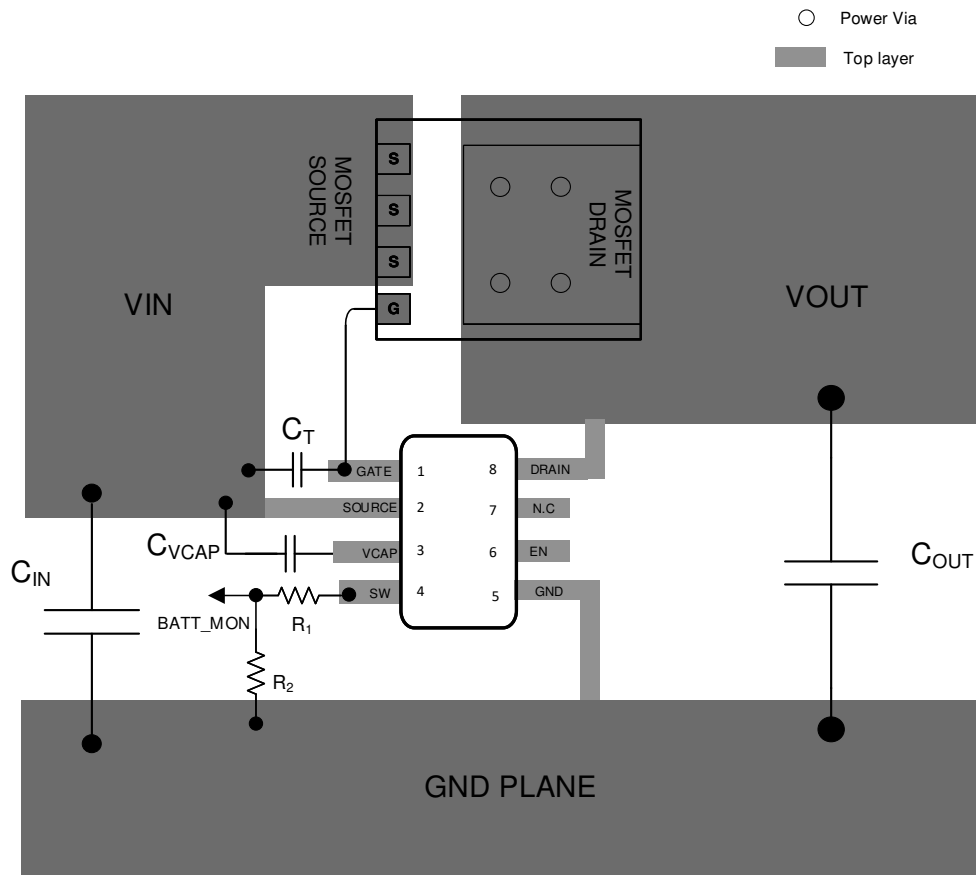 Power Via
Top layer
S
MOSFET
SOURCE
S
S
G
MOSFET
DRAIN
VIN
VOUT
CT
GATE
1
8
DRAIN
SOURCE
2
7
N.C
CVCAP
VCAP
3
6
EN
CIN
SW
4
5
GND
COUT
BATT_MON
R1
R2
GND PLANE